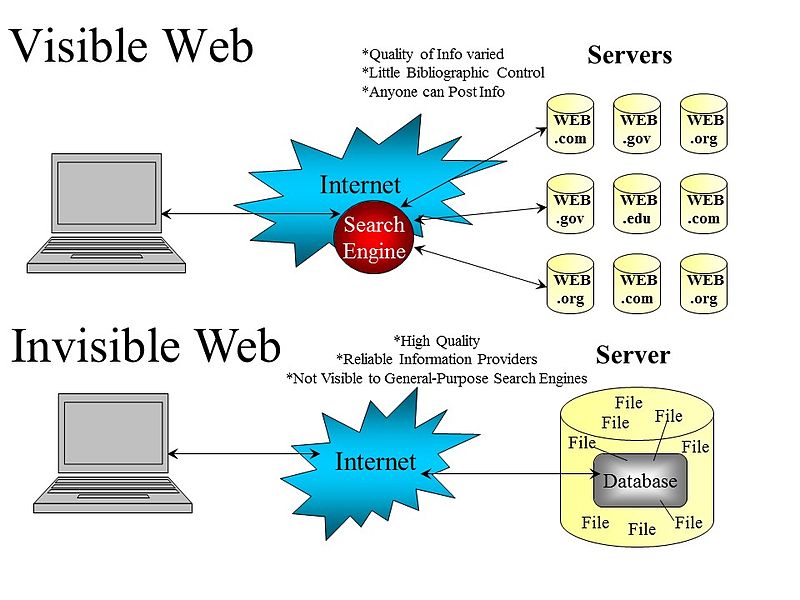 Visible Web
*Quality of Info varied
*Little Bibliographic Control
*Anyone can Post Info
Servers
WEB .com
WEB .gov
WEB .org
Internet
Search
Engine
WEB .gov
WEB .edu
WEB .com
WEB .org
WEB .com
WEB .org
Invisible Web
*High Quality
*Reliable Information Providers
*Not Visible to General-Purpose Search Engines
Server
Internet
File
File
File
File
File
Database
File
File
File